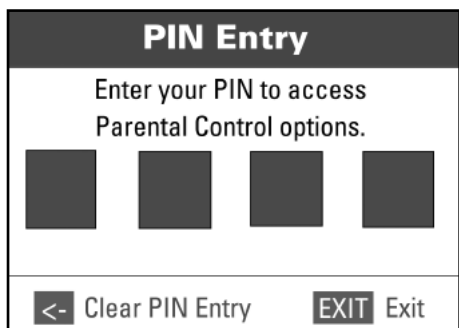 PIN Entry
Enter your PIN to access
Parental Control options.
<- Clear PIN Entry EXIT Exit